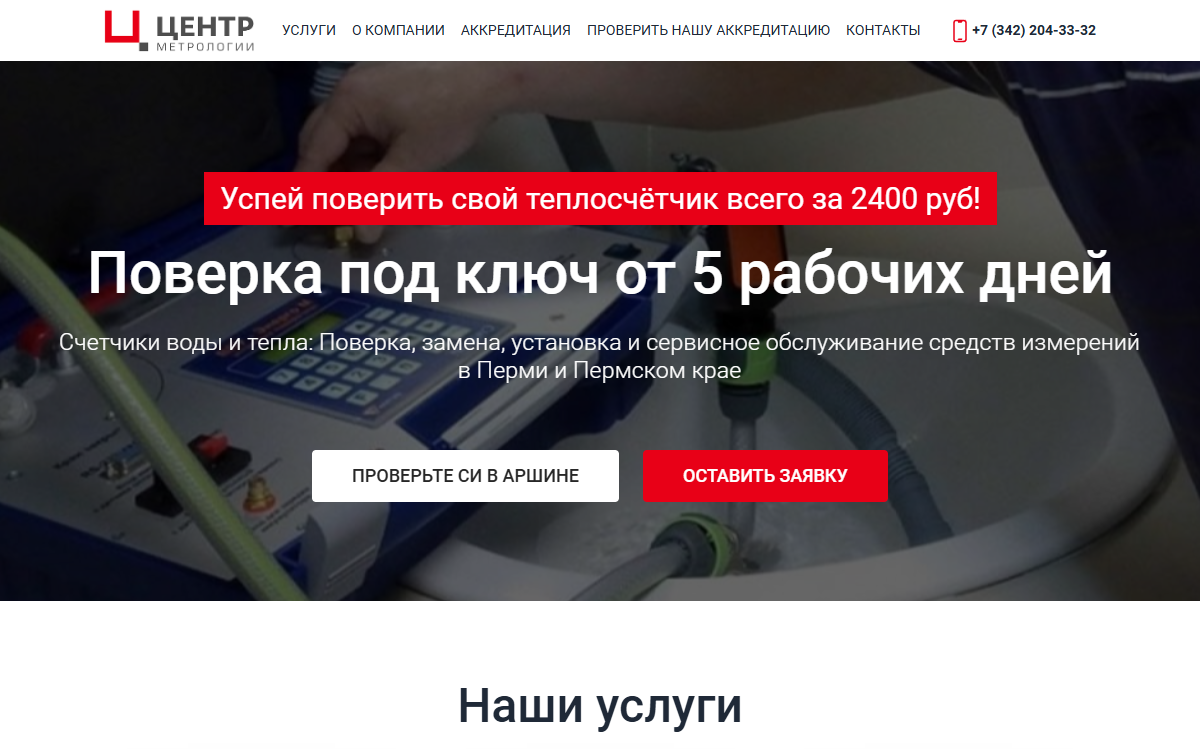 ЦЕНТР
МЕТРОЛОГИИ
УСЛУГИ О КОМПАНИИ АККРЕДИТАЦИЯ ПРОВЕРИТЬ НАШУ АККРЕДИТАЦИЮ КОНТАКТЫ +7 (342) 204-33-32
Успей поверить свой теплосчётчик всего за 2400 руб!
Поверка под ключ от 5 рабочих дней
Счетчики воды и тепла: Поверка, замена, установка и сервисное обслуживание средств измерений
в Перми и Пермском крае
ПРОВЕРЬТЕ СИ В АРШИНЕ ОСТАВИТЬ ЗАЯВКУ
Наши услуги